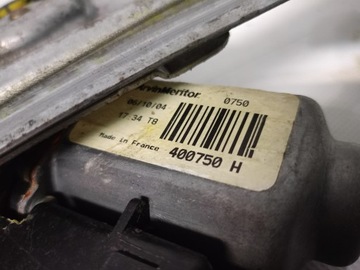 ArvinMeritor 0750
06/10/04
17 34 TB
Made in France
400750 H